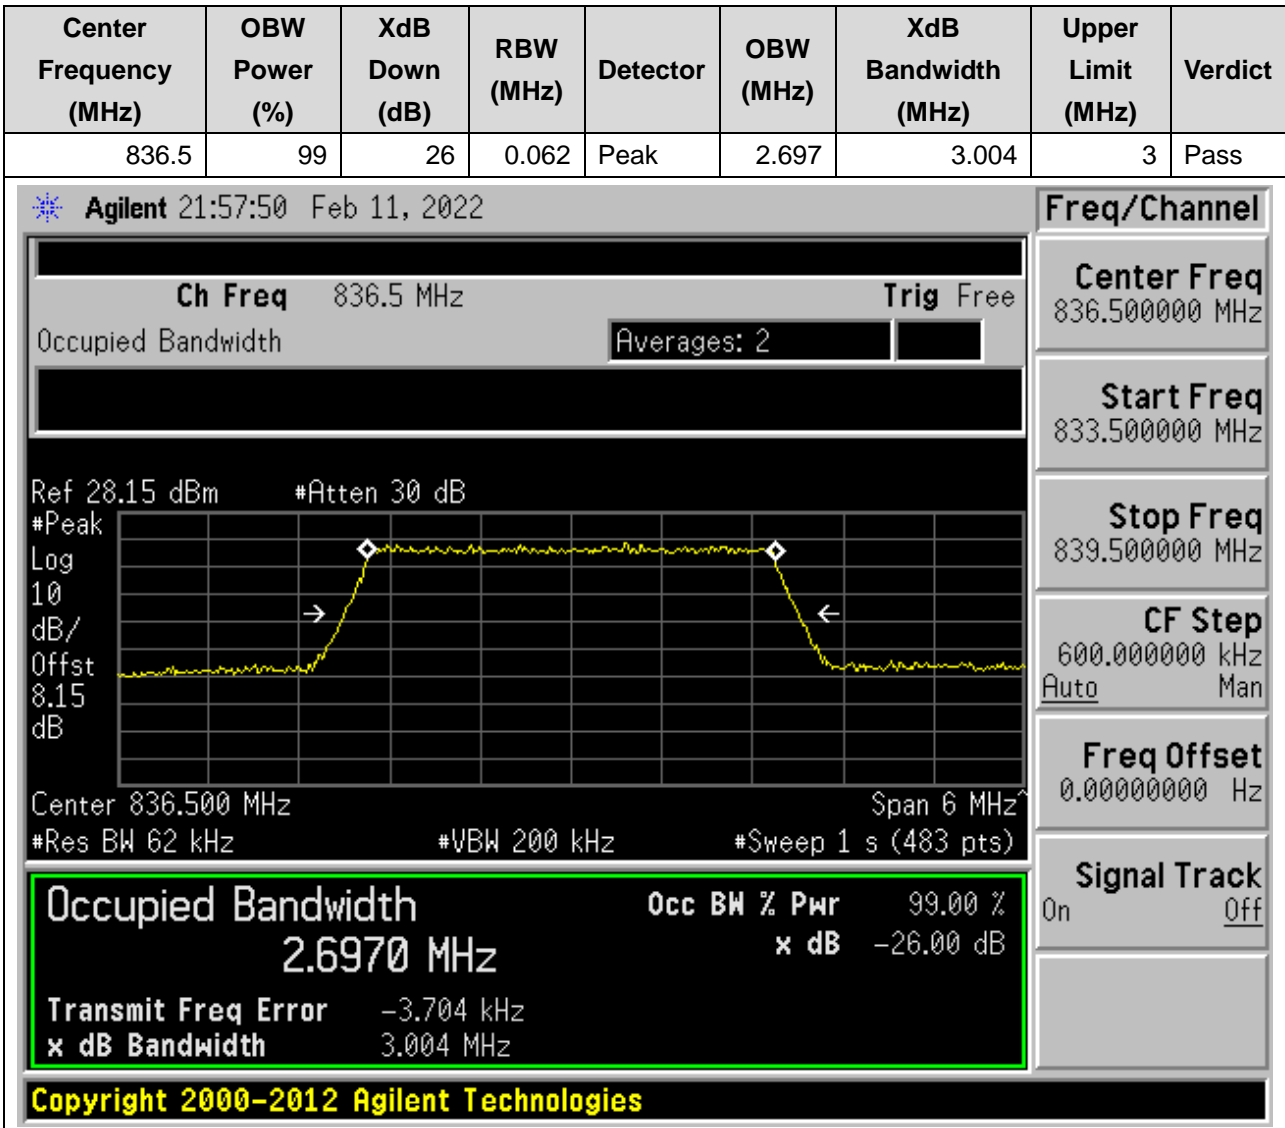 Center Frequency (MHz) OBW Power (%) XdB Down (dB) RBW (MHz) Detector OBW (MHz) XdB Bandwidth (MHz) Upper Limit (MHz) Verdict
836.5 99 26 0.062 Peak 2.697 3.004 3 Pass
Agilent 21:57:50 Feb 11, 2022
Freq/Channel
Ch Freq 836.5 MHz Trig Free
Occupied Bandwidth Averages: 2
Ref 28.15 dBm #Atten 30 dB
#Peak
Log
10
dB/
Offst
8.15
dB
Center 836.500 MHz Span 6 MHz^
#Res BW 62 kHz #VBW 200 kHz #Sweep 1 s (483 pts)
Occupied Bandwidth Occ BW % Pwr 99.00 %
2.6970 MHz x dB -26.00 dB
Transmit Freq Error -3.704 kHz
x dB Bandwidth 3.004 MHz
Center Freq
836.500000 MHz
Start Freq
833.500000 MHz
Stop Freq
839.500000 MHz
CF Step
600.000000 kHz
Auto Man
Freq Offset
0.00000000 Hz
Signal Track
On Off
Copyright 2000-2012 Agilent Technologies